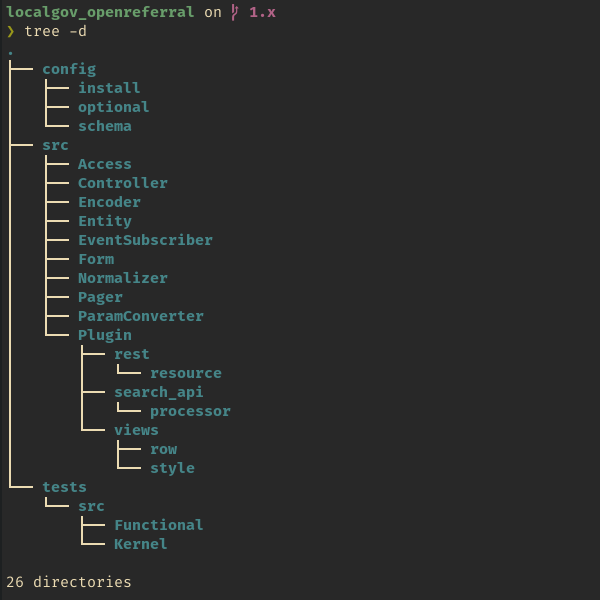 localgov_openreferral on ᚠ 1.x
❯ tree -d
.
├── config
│   ├── install
│   ├── optional
│   └── schema
├── src
│   ├── Access
│   ├── Controller
│   ├── Encoder
│   ├── Entity
│   ├── EventSubscriber
│   ├── Form
│   ├── Normalizer
│   ├── Pager
│   ├── ParamConverter
│   └── Plugin
│       ├── rest
│       │   └── resource
│       ├── search_api
│       │   └── processor
│       └── views
│           ├── row
│           └── style
└── tests
    └── src
        ├── Functional
        └── Kernel

26 directories